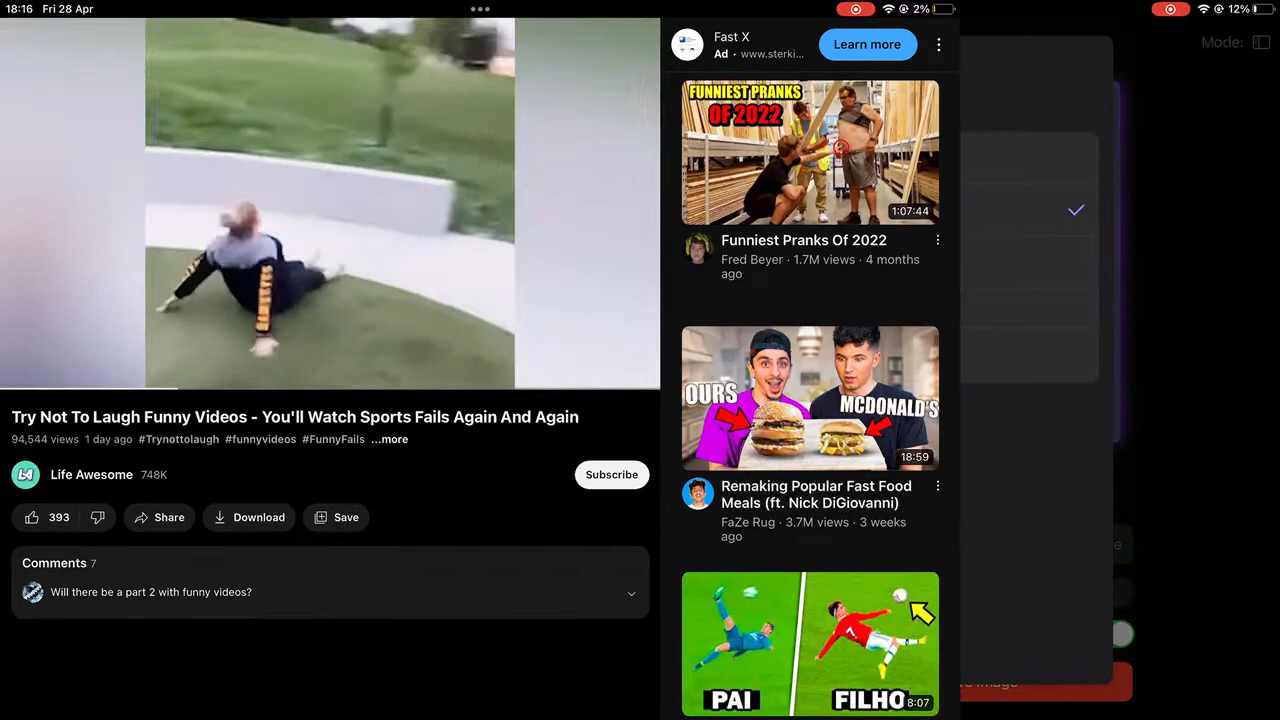 18:16 Fri 28 Apr
2%
12%
Mode:
Fast X
Learn more
Ad · www.sterki...
FUNNIEST PRANKS
OF 2022
1:07:44
Funniest Pranks Of 2022
Fred Beyer · 1.7M views · 4 months
ago
OURS
MCDONALD'S
18:59
Remaking Popular Fast Food
Meals (ft. Nick DiGiovanni)
FaZe Rug · 3.7M views · 3 weeks
ago
7
PAI
FILHO
8:07
Try Not To Laugh Funny Videos - You'll Watch Sports Fails Again And Again
94,544 views 1 day ago #Trynottolaugh #funnyvideos #FunnyFails ...more
Life Awesome 748K
Subscribe
393
Share
Download
Save
Comments 7
Will there be a part 2 with funny videos?